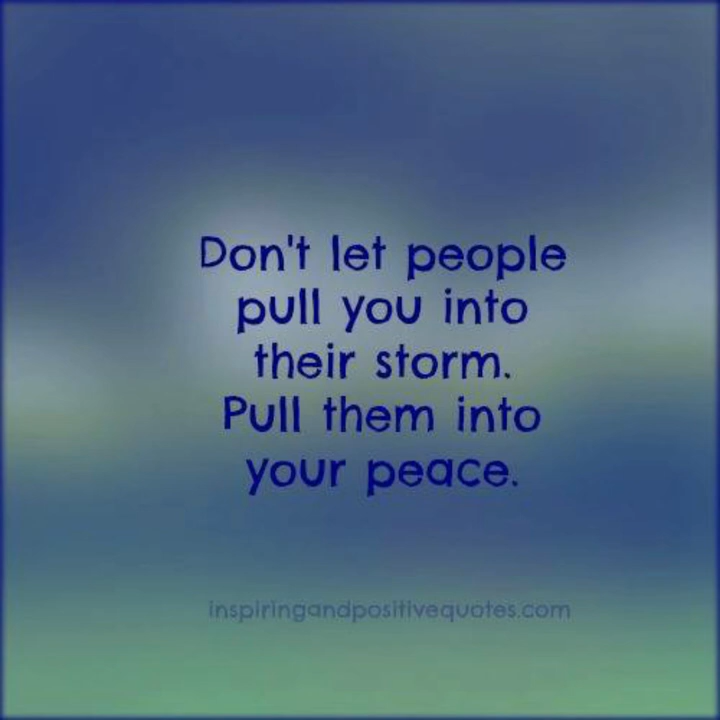 Don't let people
pull you into
their storm.
Pull them into
your peace.
inspiringandpositivequotes.com